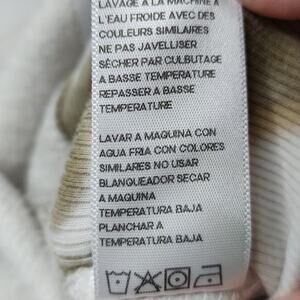 LAVAGE A LA MACHINE A
L'EAU FROIDE AVEC DES
COULEURS SIMILAIRES
NE PAS JAVELLISER
SÉCHER PAR CULBUTAGE
A BASSE TEMPERATURE
REPASSER A BASSE
TEMPERATURE
LAVAR A MAQUINA CON
AGUA FRIA CON COLORES
SIMILARES NO USAR
BLANQUEADOR SECAR
A MAQUINA
TEMPERATURA BAJA
PLANCHAR A
TEMPERATURA BAJA